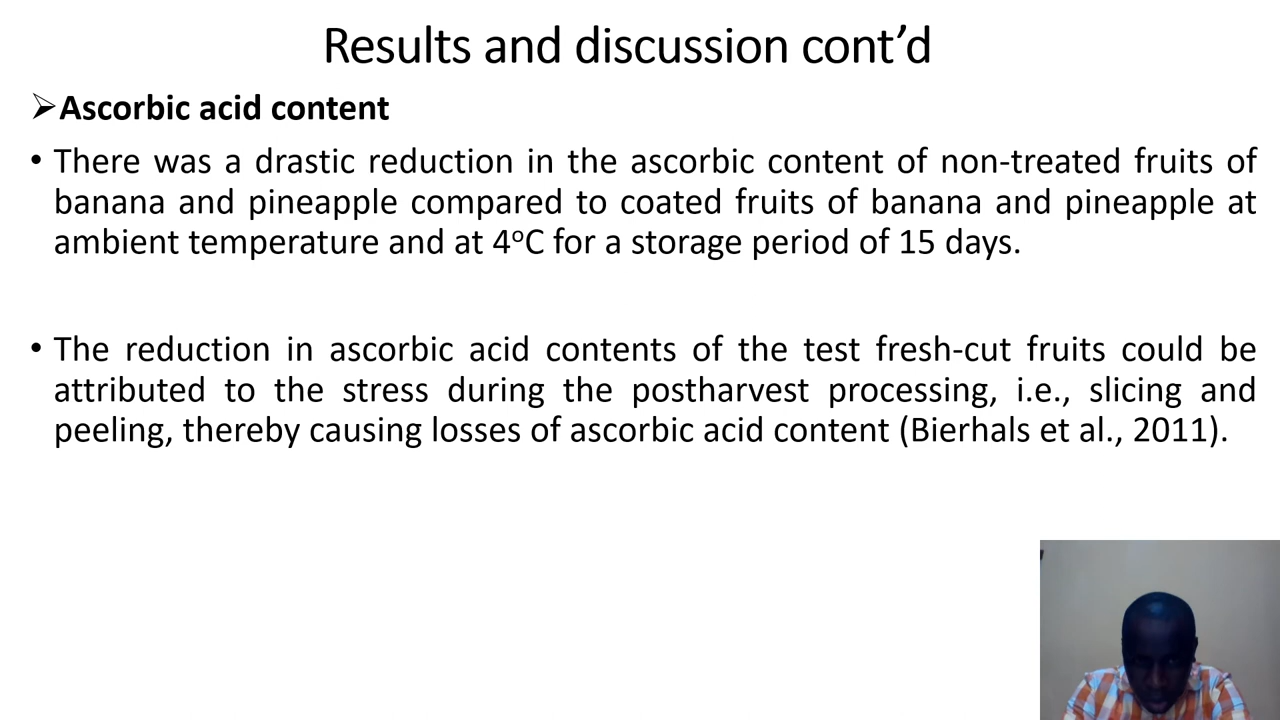 Results and discussion cont’d
➢Ascorbic acid content
• There was a drastic reduction in the ascorbic content of non-treated fruits of
banana and pineapple compared to coated fruits of banana and pineapple at
ambient temperature and at 4ᵒC for a storage period of 15 days.
• The reduction in ascorbic acid contents of the test fresh-cut fruits could be
attributed to the stress during the postharvest processing, i.e., slicing and
peeling, thereby causing losses of ascorbic acid content (Bierhals et al., 2011).